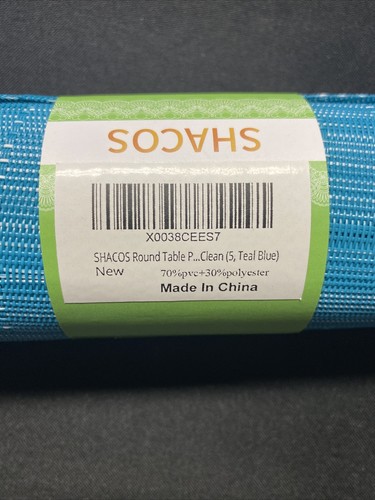 SHACOS
X0038CEES7
SHACOS Round Table P...Clean (5, Teal Blue)
New 70%pvc+30%polyester
Made In China